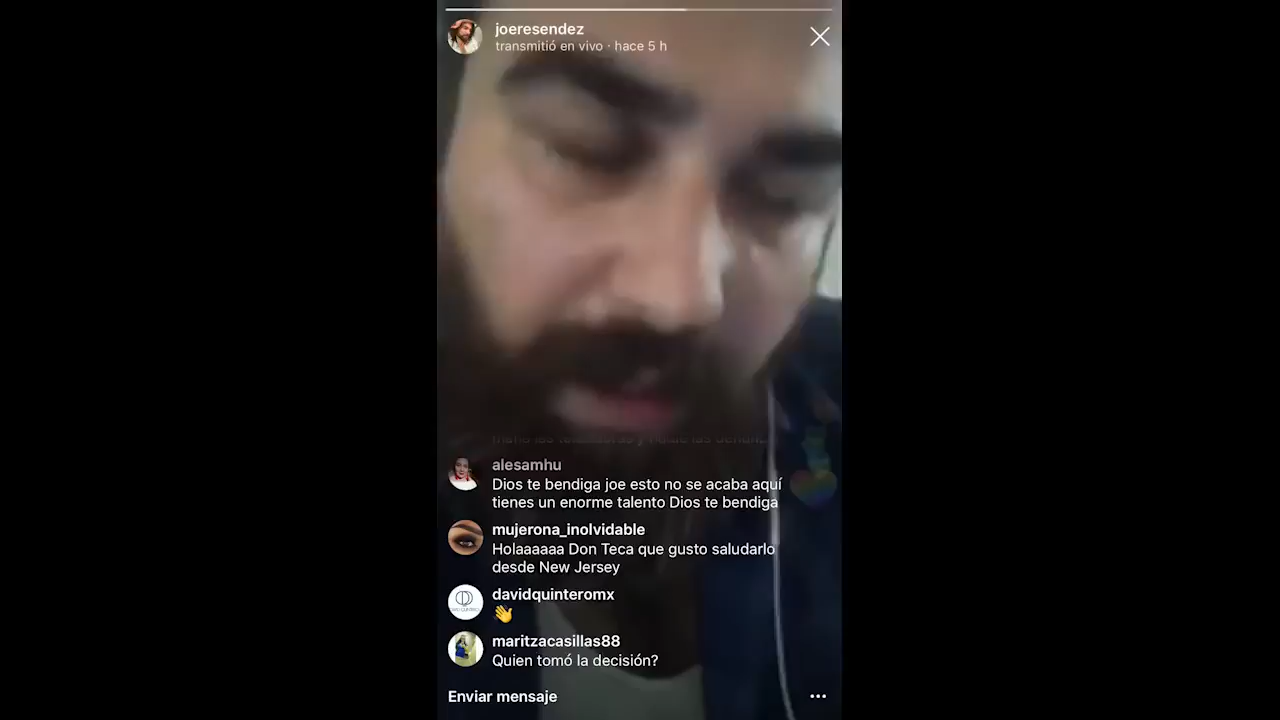 joeresendez
transmitió en vivo · hace 5 h
alesamhu
Dios te bendiga joe esto no se acaba aquí
tienes un enorme talento Dios te bendiga
mujerona_inolvidable
Holaaaaaa Don Teca que gusto saludarlo
desde New Jersey
davidquinteromx
👋
maritzacasillas88
Quien tomó la decisión?
Enviar mensaje